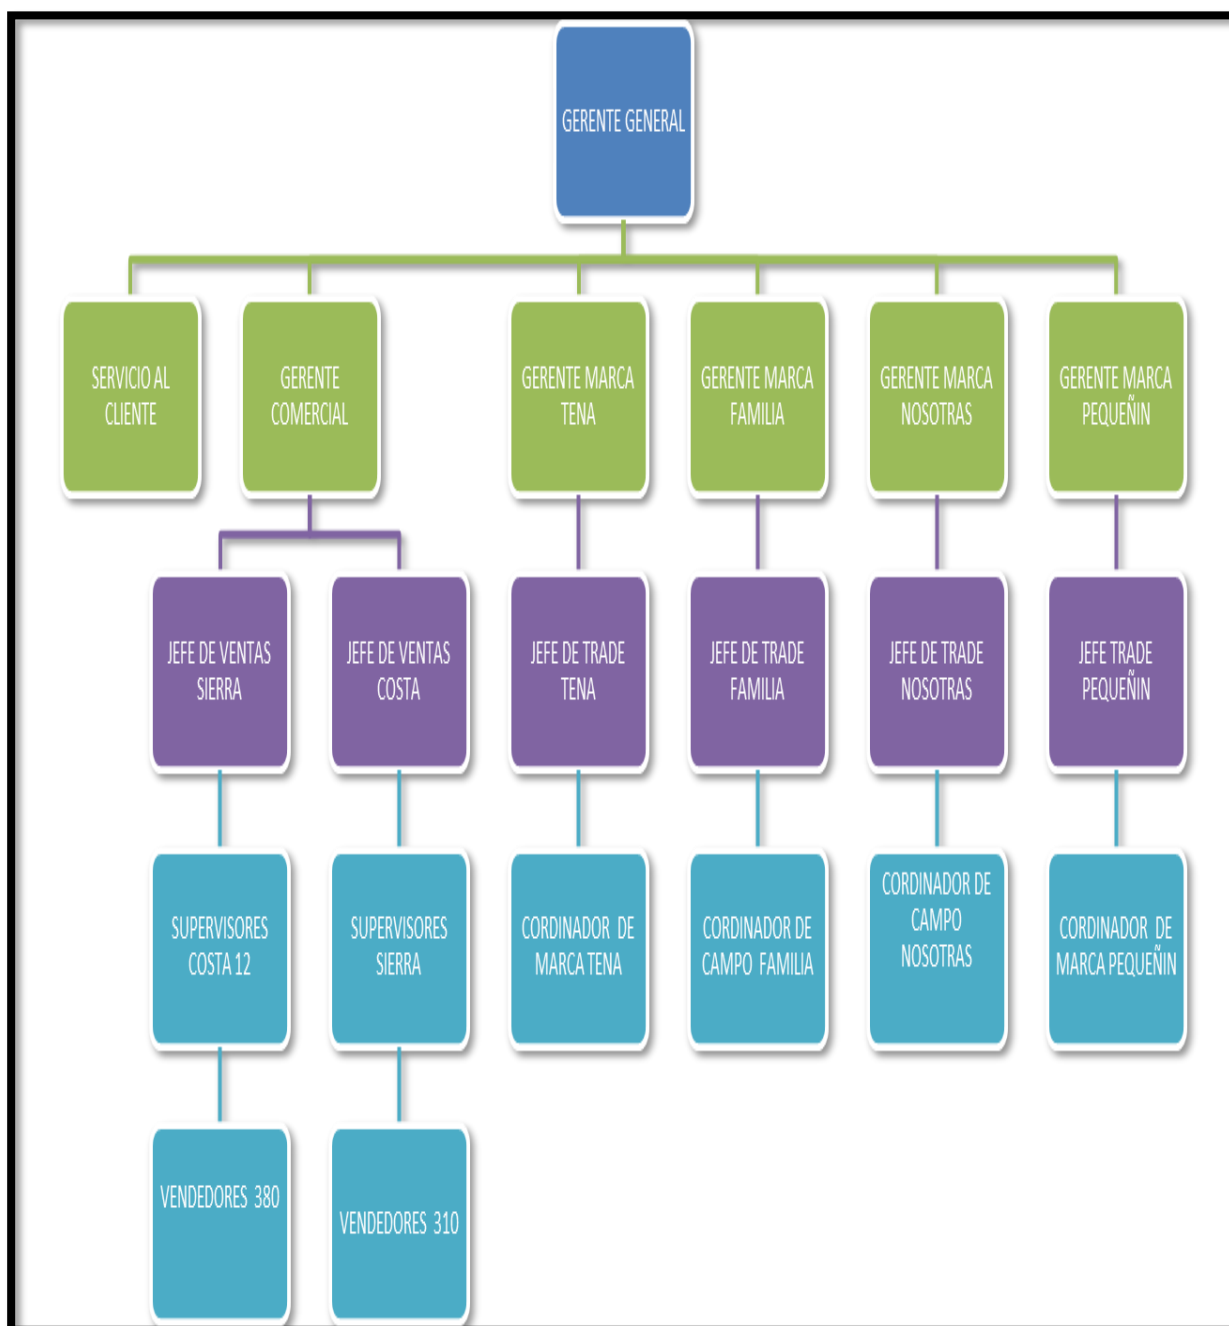 GERENTE GENERAL
SERVICIO AL
CLIENTE
GERENTE
COMERCIAL
GERENTE MARCA
TENA
GERENTE MARCA
FAMILIA
GERENTE MARCA
NOSOTRAS
GERENTE MARCA
PEQUEÑIN
JEFE DE VENTAS
SIERRA
JEFE DE VENTAS
COSTA
JEFE DE TRADE
TENA
JEFE DE TRADE
FAMILIA
JEFE DE TRADE
NOSOTRAS
JEFE TRADE
PEQUEÑIN
SUPERVISORES
COSTA 12
SUPERVISORES
SIERRA
CORDINADOR DE
MARCA TENA
CORDINADOR DE
CAMPO FAMILIA
CORDINADOR DE
CAMPO
NOSOTRAS
CORDINADOR DE
MARCA PEQUEÑIN
VENDEDORES 380
VENDEDORES 310